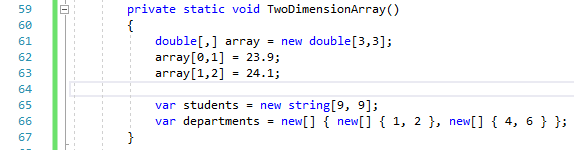 59 private static void TwoDimensionArray()
60 {
61 double[,] array = new double[3,3];
62 array[0,1] = 23.9;
63 array[1,2] = 24.1;
64
65 var students = new string[9, 9];
66 var departments = new[] { new[] { 1, 2 }, new[] { 4, 6 } };
67 }